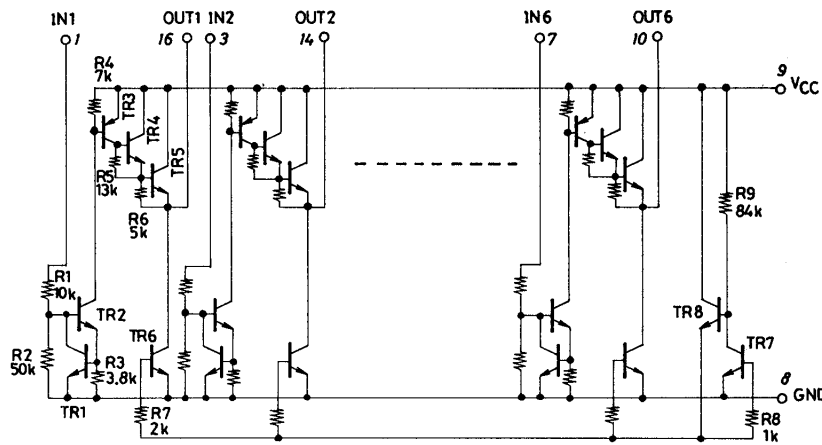 IN1
OUT1
IN2
OUT2
IN6
OUT6
1
16
3
14
7
10
R4
7k
TR3
TR4
TR5
9
VCC
R5
13k
R6
5k
R9
84k
R1
10k
TR2
TR6
TR8
TR7
R2
50k
R3
3.8k
TR1
R7
2k
8
GND
R8
1k